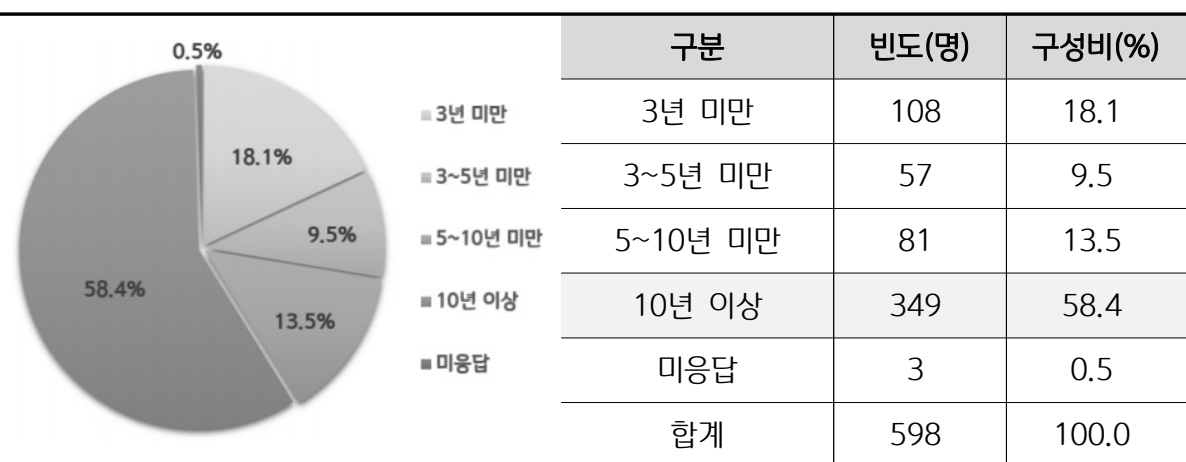 0.5%
18.1%
9.5%
13.5%
58.4%
3년 미만
3~5년 미만
5~10년 미만
10년 이상
미응답
구분 빈도(명) 구성비(%)
3년 미만 108 18.1
3~5년 미만 57 9.5
5~10년 미만 81 13.5
10년 이상 349 58.4
미응답 3 0.5
합계 598 100.0